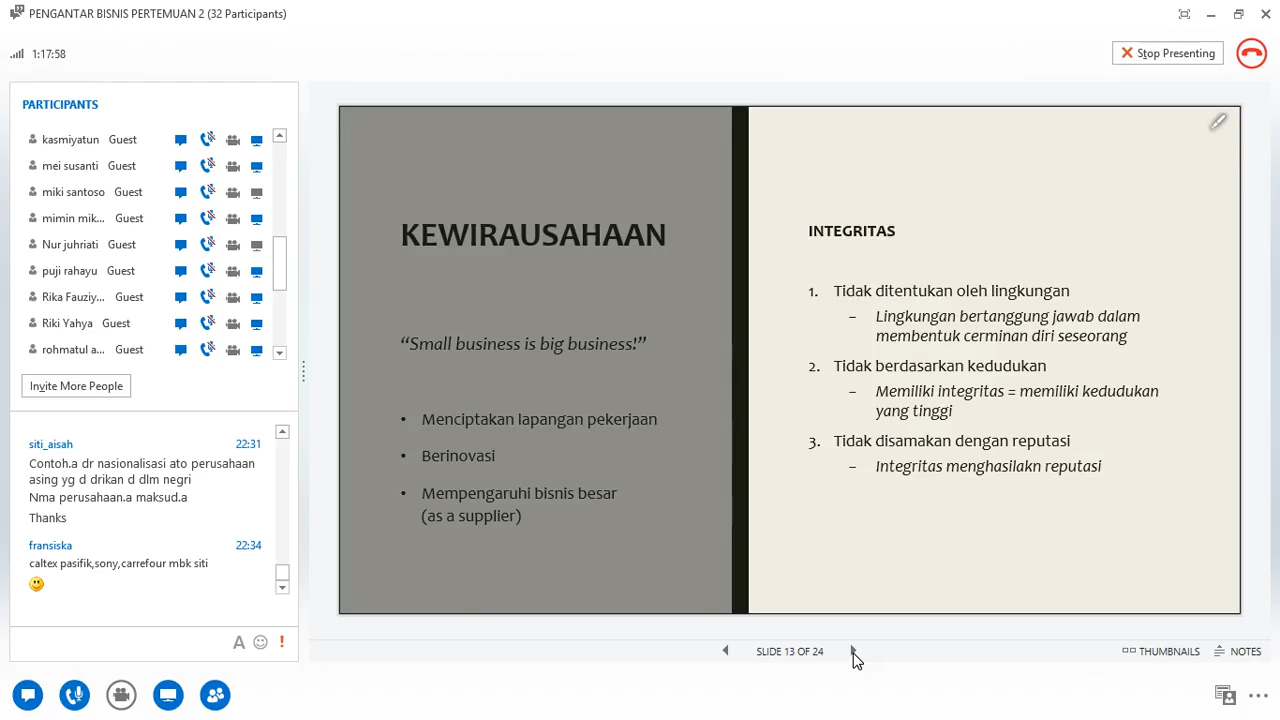 PENGANTAR BISNIS PERTEMUAN 2 (32 Participants)
1:17:58
Stop Presenting
PARTICIPANTS
kasmiyatun Guest
mei susanti Guest
miki santoso Guest
mimin mik... Guest
Nur juhriati Guest
puji rahayu Guest
Rika Fauziy... Guest
Riki Yahya Guest
rohmatul a... Guest
Invite More People
siti_aisah 22:31
Contoh.a dr nasionalisasi ato perusahaan
asing yg d drikan d dlm negri
Nma perusahaan.a maksud.a
Thanks
fransiska 22:34
caltex pasifik,sony,carrefour mbk siti
A !
KEWIRAUSAHAAN
“Small business is big business!”
• Menciptakan lapangan pekerjaan
• Berinovasi
• Mempengaruhi bisnis besar
(as a supplier)
INTEGRITAS
1. Tidak ditentukan oleh lingkungan
– Lingkungan bertanggung jawab dalam
membentuk cerminan diri seseorang
2. Tidak berdasarkan kedudukan
– Memiliki integritas = memiliki kedudukan
yang tinggi
3. Tidak disamakan dengan reputasi
– Integritas menghasilakn reputasi
SLIDE 13 OF 24
THUMBNAILS
NOTES